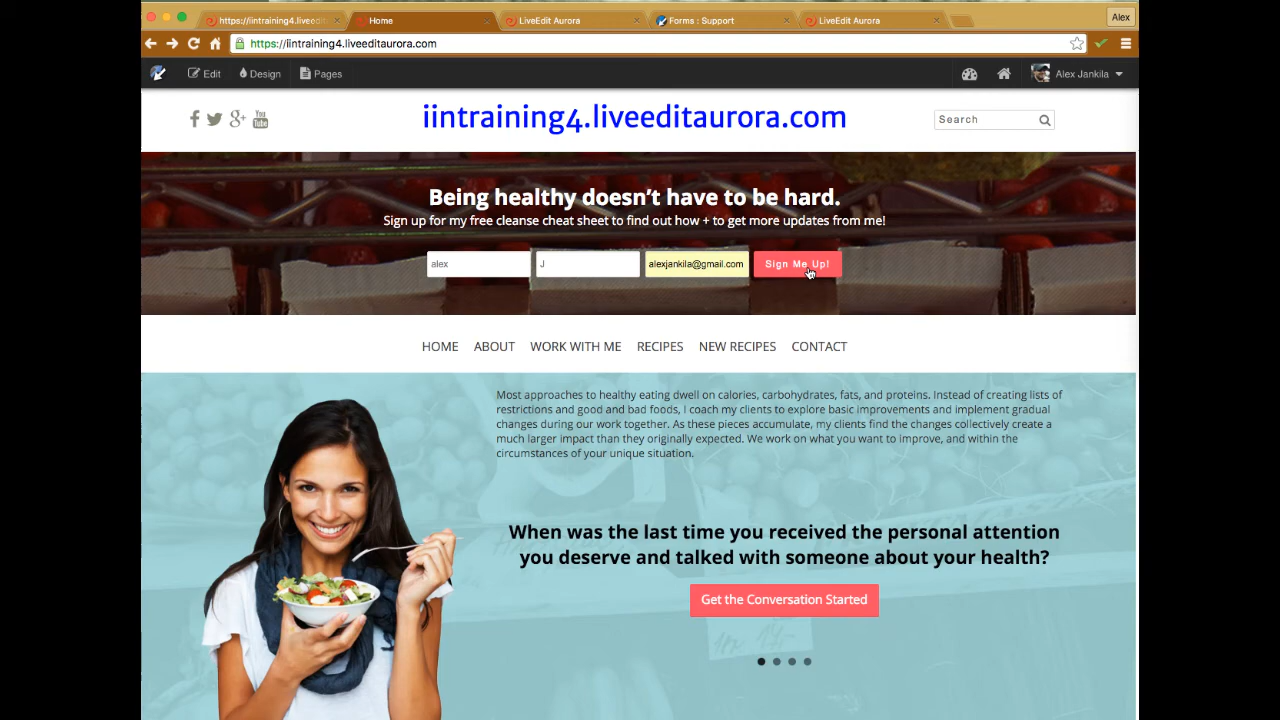 https://iintraining4.liveedit
Home
LiveEdit Aurora
Forms : Support
LiveEdit Aurora
Alex
https://iintraining4.liveeditaurora.com
Edit
Design
Pages
Alex Jankila
You
Tube
iintraining4.liveeditaurora.com
Search
Being healthy doesn’t have to be hard.
Sign up for my free cleanse cheat sheet to find out how + to get more updates from me!
alex
J
alexjankila@gmail.com
Sign Me Up!
HOME
ABOUT
WORK WITH ME
RECIPES
NEW RECIPES
CONTACT
Most approaches to healthy eating dwell on calories, carbohydrates, fats, and proteins. Instead of creating lists of
restrictions and good and bad foods, I coach my clients to explore basic improvements and implement gradual
changes during our work together. As these pieces accumulate, my clients find the changes collectively create a
much larger impact than they originally expected. We work on what you want to improve, and within the
circumstances of your unique situation.
When was the last time you received the personal attention
you deserve and talked with someone about your health?
Get the Conversation Started